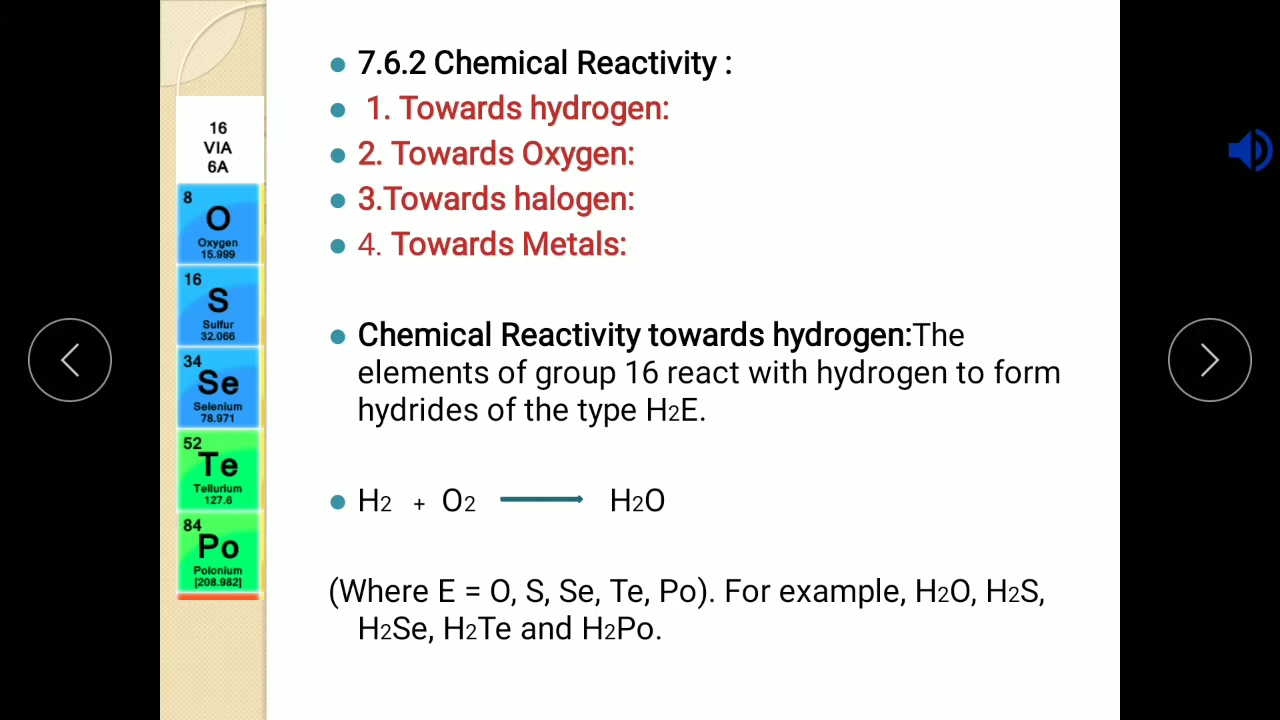 16
VIA
6A
8
O
Oxygen
15.999
16
S
Sulfur
32.066
34
Se
Selenium
78.971
52
Te
Tellurium
127.6
84
Po
Polonium
[208.982]
• 7.6.2 Chemical Reactivity :
• 1. Towards hydrogen:
• 2. Towards Oxygen:
• 3.Towards halogen:
• 4. Towards Metals:
• Chemical Reactivity towards hydrogen:The
elements of group 16 react with hydrogen to form
hydrides of the type H2E.
• H2 + O2 → H2O
(Where E = O, S, Se, Te, Po). For example, H2O, H2S,
H2Se, H2Te and H2Po.